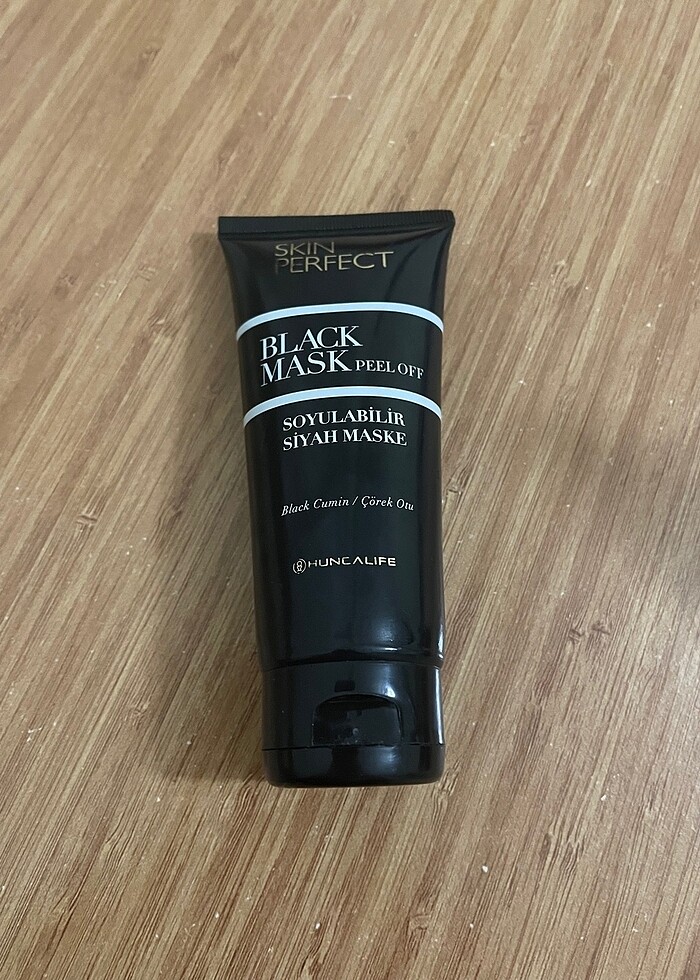 SKIN
PERFECT
BLACK
MASK PEEL OFF
SOYULABİLİR
SİYAH MASKE
Black Cumin / Çörek Otu
HUNCALIFE